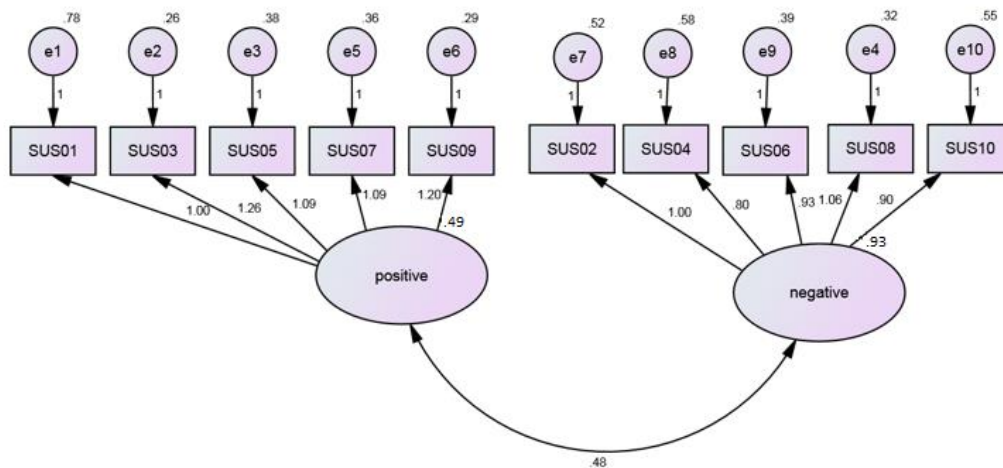 .78 .26 .38 .36 .29 .52 .58 .39 .32 .55
e1 e2 e3 e5 e6 e7 e8 e9 e4 e10
1 1 1 1 1 1 1 1 1 1
SUS01 SUS03 SUS05 SUS07 SUS09 SUS02 SUS04 SUS06 SUS08 SUS10
1.00 1.26 1.09 1.09 1.20 1.00 .80 .93 1.06 .90
.49 .93
positive negative
.48